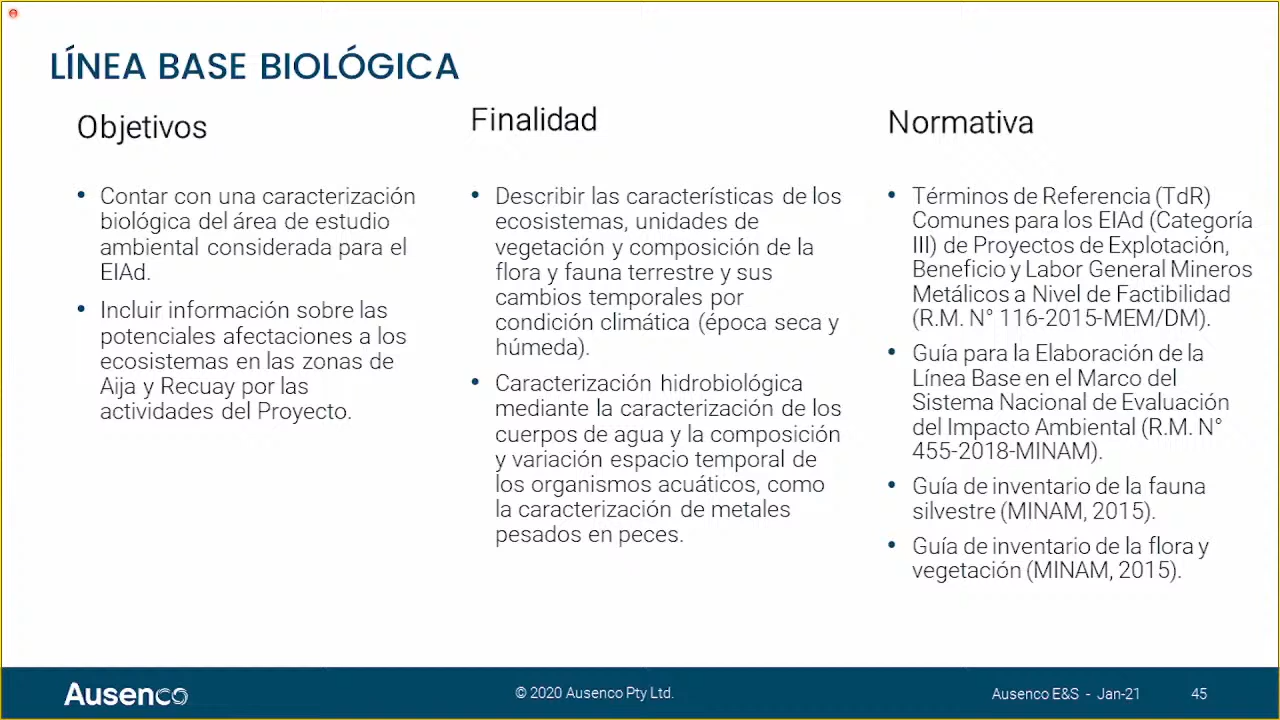 LÍNEA BASE BIOLÓGICA
Objetivos
• Contar con una caracterización
biológica del área de estudio
ambiental considerada para el
EIAd.
• Incluir información sobre las
potenciales afectaciones a los
ecosistemas en las zonas de
Aija y Recuay por las
actividades del Proyecto.
Finalidad
• Describir las características de los
ecosistemas, unidades de
vegetación y composición de la
flora y fauna terrestre y sus
cambios temporales por
condición climática (época seca y
húmeda).
• Caracterización hidrobiológica
mediante la caracterización de los
cuerpos de agua y la composición
y variación espacio temporal de
los organismos acuáticos, como
la caracterización de metales
pesados en peces.
Normativa
• Términos de Referencia (TdR)
Comunes para los EIAd (Categoría
III) de Proyectos de Explotación,
Beneficio y Labor General Mineros
Metálicos a Nivel de Factibilidad
(R.M. N° 116-2015-MEM/DM).
• Guía para la Elaboración de la
Línea Base en el Marco del
Sistema Nacional de Evaluación
del Impacto Ambiental (R.M. N°
455-2018-MINAM).
• Guía de inventario de la fauna
silvestre (MINAM, 2015).
• Guía de inventario de la flora y
vegetación (MINAM, 2015).
Ausenco
© 2020 Ausenco Pty Ltd.
Ausenco E&S - Jan-21
45